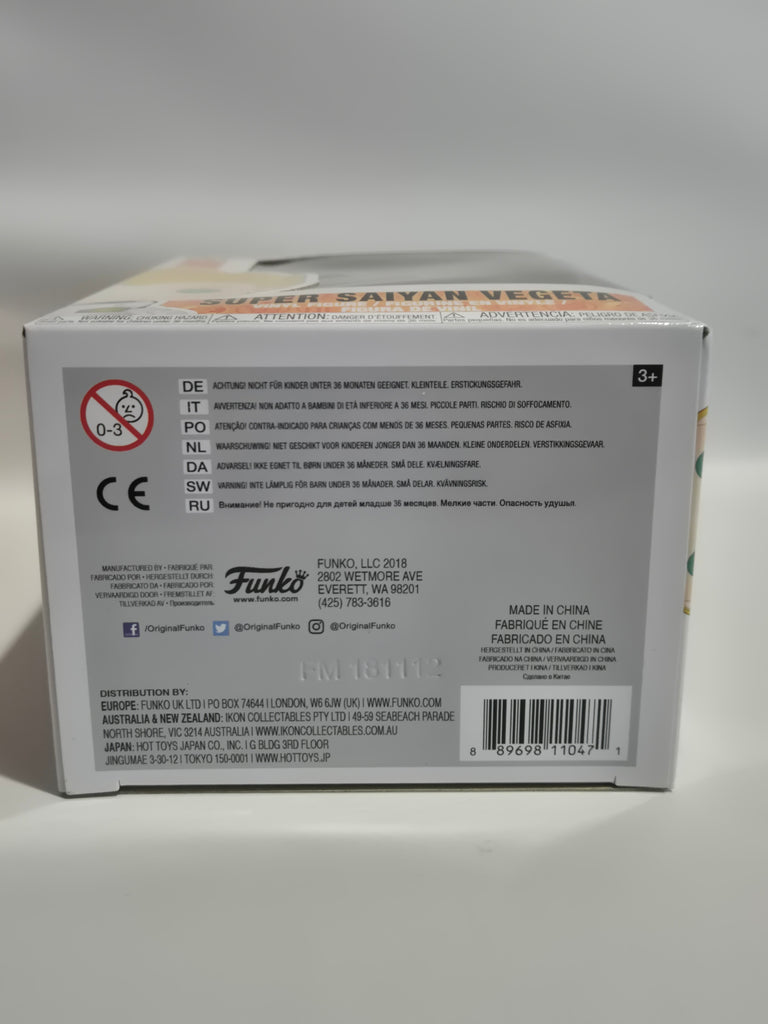 SUPER SAIYAN VEGETA
VINYL FIGURE / FIGURINE EN VINYLE /
FIGURA DE VINIL
WARNING: CHOKING HAZARD
ATTENTION: DANGER D'ÉTOUFFEMENT.
ADVERTENCIA: PELIGRO DE ASFIXIA.
3+
0-3
DE ACHTUNG! NICHT FÜR KINDER UNTER 36 MONATEN GEEIGNET. KLEINTEILE. ERSTICKUNGSGEFAHR.
IT AVVERTENZA! NON ADATTO A BAMBINI DI ETÀ INFERIORE A 36 MESI. PICCOLE PARTI. RISCHIO DI SOFFOCAMENTO.
PO ATENÇÃO! CONTRA-INDICADO PARA CRIANÇAS COM MENOS DE 36 MESES. PEQUENAS PARTES. RISCO DE ASFIXIA.
NL WAARSCHUWING! NIET GESCHIKT VOOR KINDEREN JONGER DAN 36 MAANDEN. KLEINE ONDERDELEN. VERSTIKKINGSGEVAAR.
DA ADVARSEL! IKKE EGNET TIL BØRN UNDER 36 MÅNEDER. SMÅ DELE. KVÆLNINGSFARE.
SW VARNING! INTE LÄMPLIG FÖR BARN UNDER 36 MÅNADER. SMÅ DELAR. KVÄVNINGSRISK.
RU Внимание! Не пригодно для детей младше 36 месяцев. Мелкие части. Опасность удушья.
CE
MANUFACTURED BY • FABRIQUÉ PAR
FABRICADO POR • HERGESTELLT DURCH
FABBRICATO DA • FABRICADO POR
VERVAARDIGD DOOR • FREMSTILLET AF
TILLVERKAD AV • Производитель
Funko
www.funko.com
FUNKO, LLC 2018
2802 WETMORE AVE
EVERETT, WA 98201
(425) 783-3616
/OriginalFunko @OriginalFunko @OriginalFunko
MADE IN CHINA
FABRIQUÉ EN CHINE
FABRICADO EN CHINA
HERGESTELLT IN CHINA / FABBRICATO IN CINA
FABRICADO NA CHINA / VERVAARDIGD IN CHINA
PRODUCERET I KINA / TILLVERKAD I KINA
Сделано в Китае
FM 181112
DISTRIBUTION BY:
EUROPE: FUNKO UK LTD I PO BOX 74644 I LONDON, W6 6JW (UK) I WWW.FUNKO.COM
AUSTRALIA & NEW ZEALAND: IKON COLLECTABLES PTY LTD I 49-59 SEABEACH PARADE
NORTH SHORE, VIC 3214 AUSTRALIA I WWW.IKONCOLLECTABLES.COM.AU
JAPAN: HOT TOYS JAPAN CO., INC. I G BLDG 3RD FLOOR
JINGUMAE 3-30-12 I TOKYO 150-0001 I WWW.HOTTOYS.JP
8 89698 11047 1